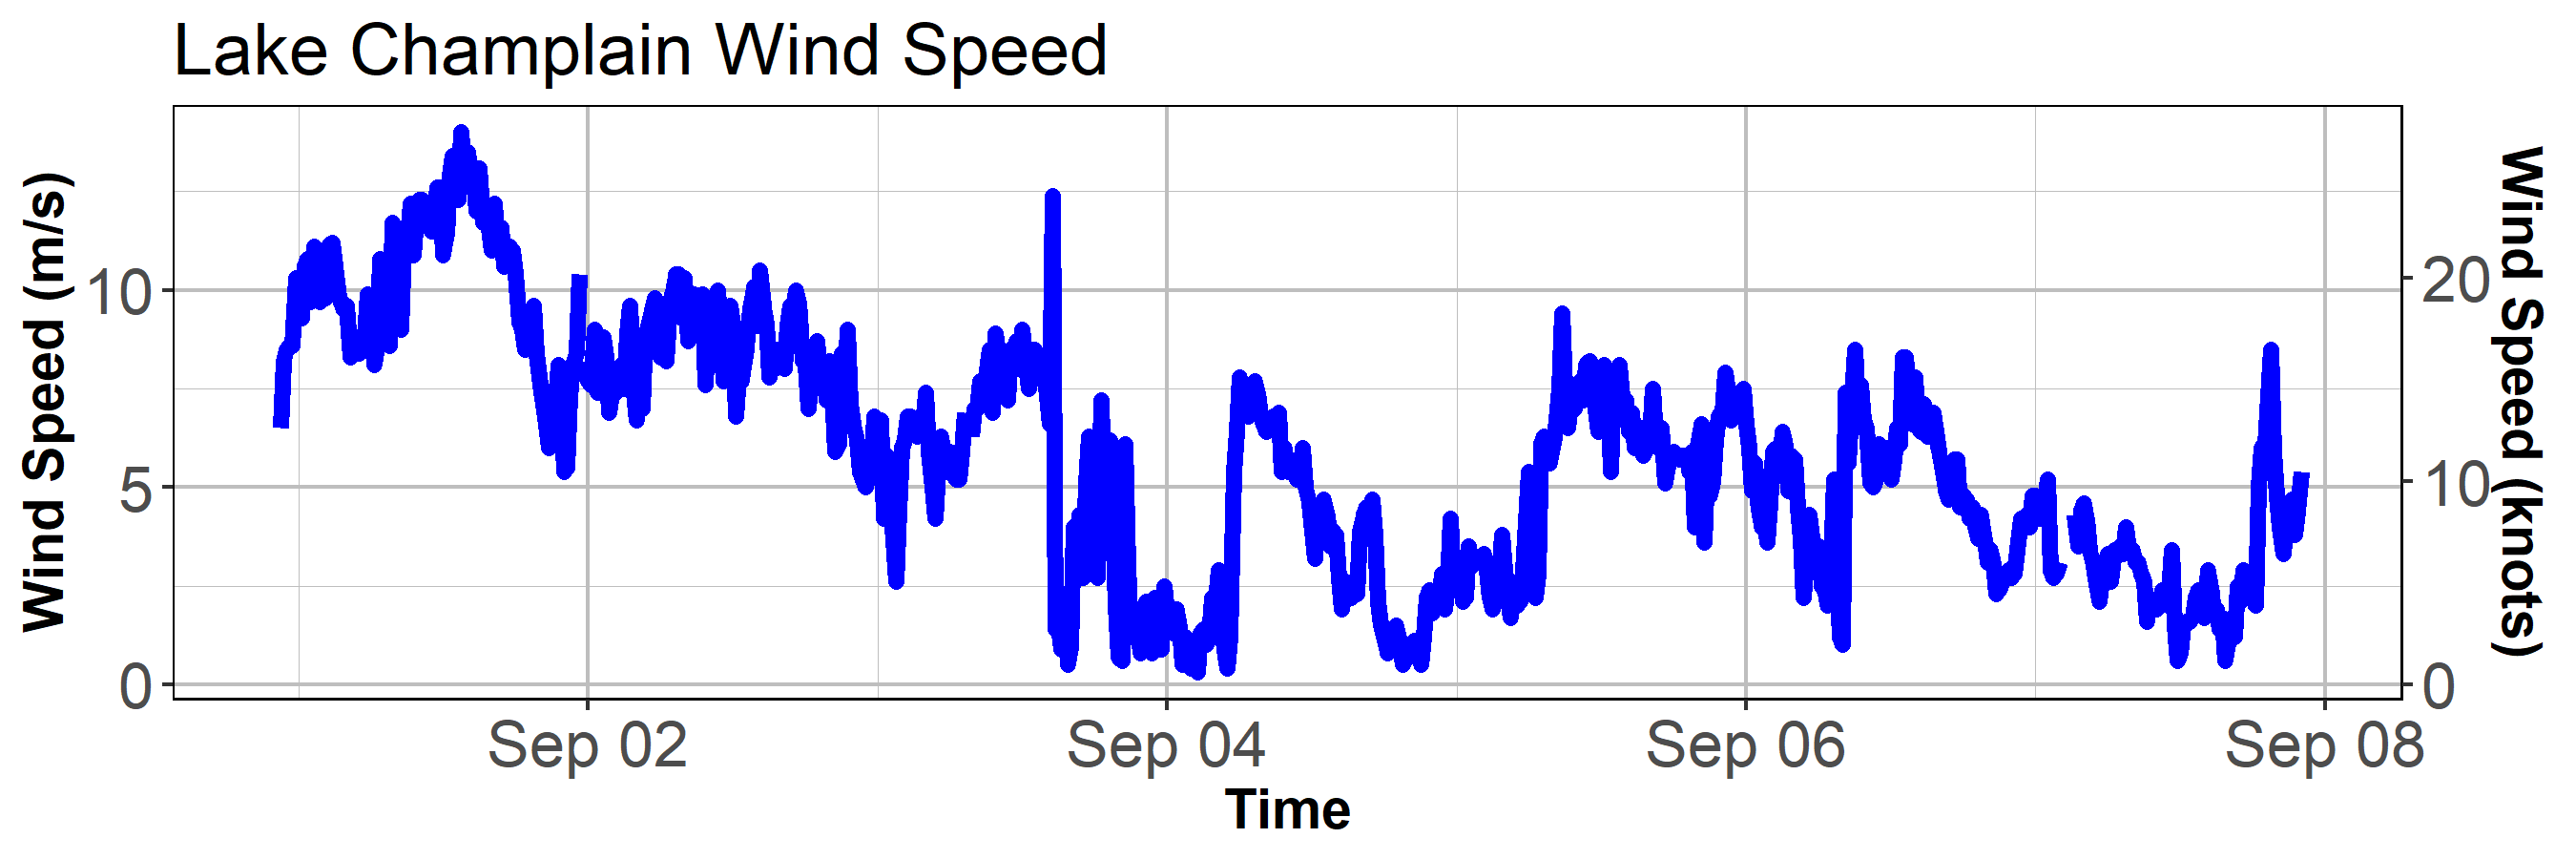 Lake Champlain Wind Speed
Wind Speed (m/s)
10
5
0
20
10
0
Wind Speed (knots)
Sep 02
Sep 04
Sep 06
Sep 08
Time